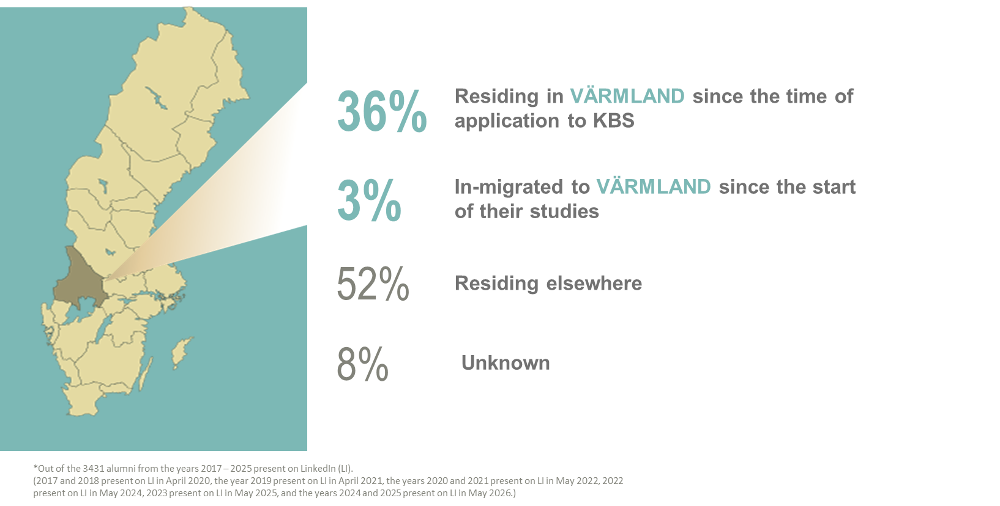 36%
Residing in VÄRMLAND since the time of
application to KBS
3%
In-migrated to VÄRMLAND since the start
of their studies
52%
Residing elsewhere
8%
Unknown
*Out of the 3431 alumni from the years 2017 – 2025 present on LinkedIn (LI).
(2017 and 2018 present on LI in April 2020, the year 2019 present on LI in April 2021, the years 2020 and 2021 present on LI in May 2022, 2022
present on LI in May 2024, 2023 present on LI in May 2025, and the years 2024 and 2025 present on LI in May 2026.)